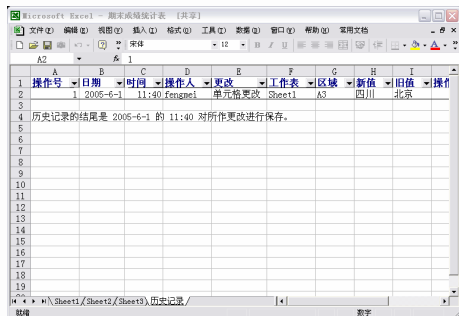 Microsoft Excel - 期末成绩统计表 [共享]
文件(F) 编辑(E) 视图(V) 插入(I) 格式(O) 工具(T) 数据(D) 窗口(W) 帮助(H) 常用文档
宋体 12 B I U
A2 fx 1
A B C D E F G H I
1 操作号 日期 时间 操作人 更改 工作表 区域 新值 旧值 操作
2 1 2005-6-1 11:40 fengmei 单元格更改 Sheet1 A3 四川 北京
3
4 历史记录的结尾是 2005-6-1 的 11:40 对所作更改进行保存。
5
6
7
8
9
10
11
12
13
14
15
16
17
18
19
Sheet1 Sheet2 Sheet3 历史记录
就绪 数字